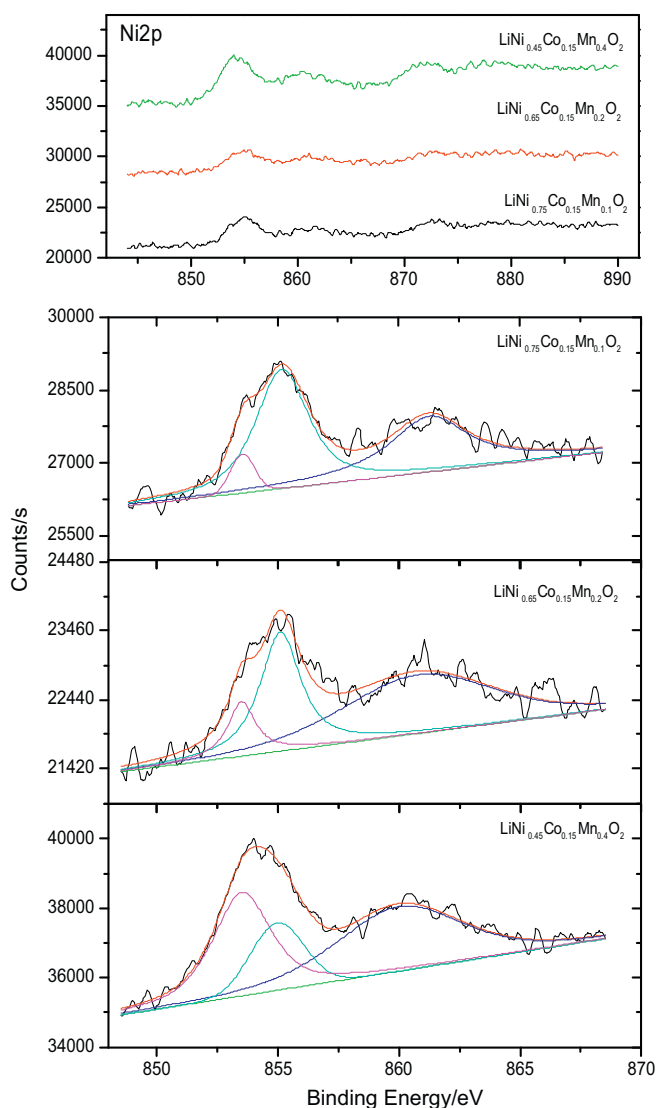 Ni2p
LiNi0.45Co0.15Mn0.4O2
40000
35000
LiNi0.65Co0.15Mn0.2O2
30000
25000
LiNi0.75Co0.15Mn0.1O2
20000
850 860 870 880 890
30000
LiNi0.75Co0.15Mn0.1O2
28500
27000
25500
24480
LiNi0.65Co0.15Mn0.2O2
23460
22440
21420
40000
LiNi0.45Co0.15Mn0.4O2
38000
36000
34000
850 855 860 865 870
Counts/s
Binding Energy/eV